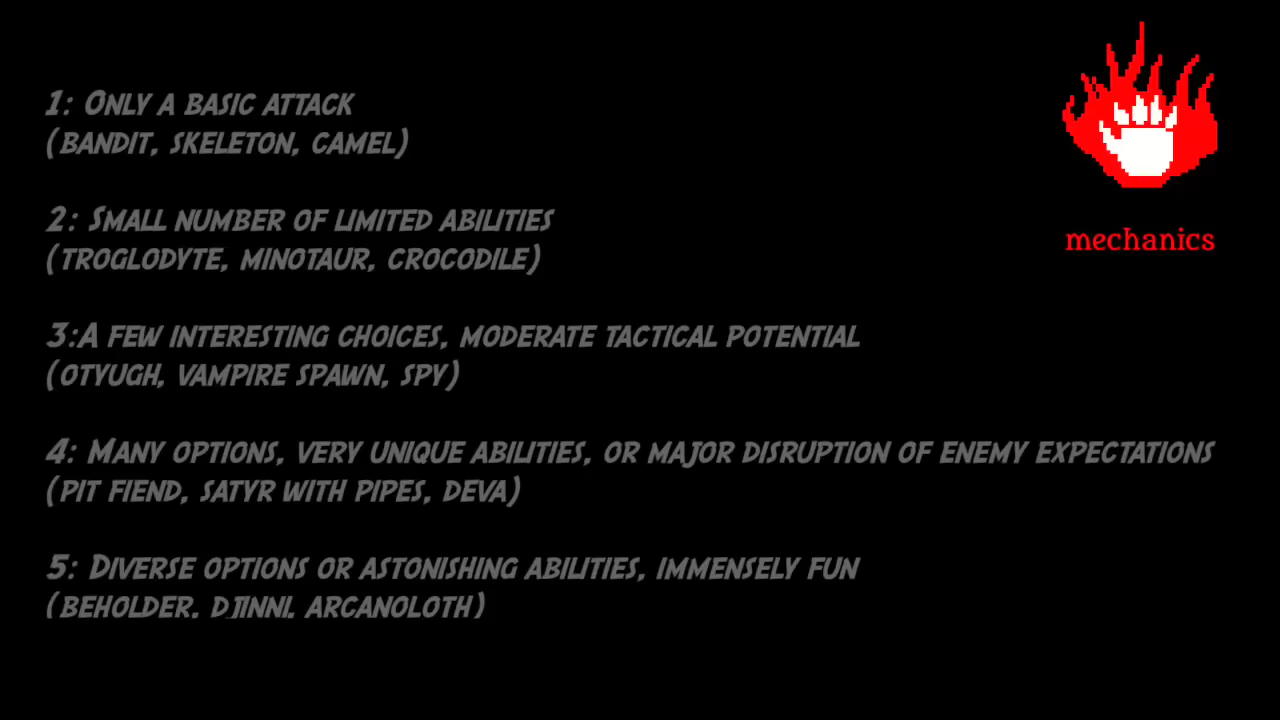 1: Only a basic attack
(bandit, skeleton, camel)
2: Small number of limited abilities
(troglodyte, minotaur, crocodile)
3:A few interesting choices, moderate tactical potential
(otyugh, vampire spawn, spy)
4: Many options, very unique abilities, or major disruption of enemy expectations
(pit fiend, satyr with pipes, deva)
5: Diverse options or astonishing abilities, immensely fun
(beholder, djinni, arcanoloth)
mechanics